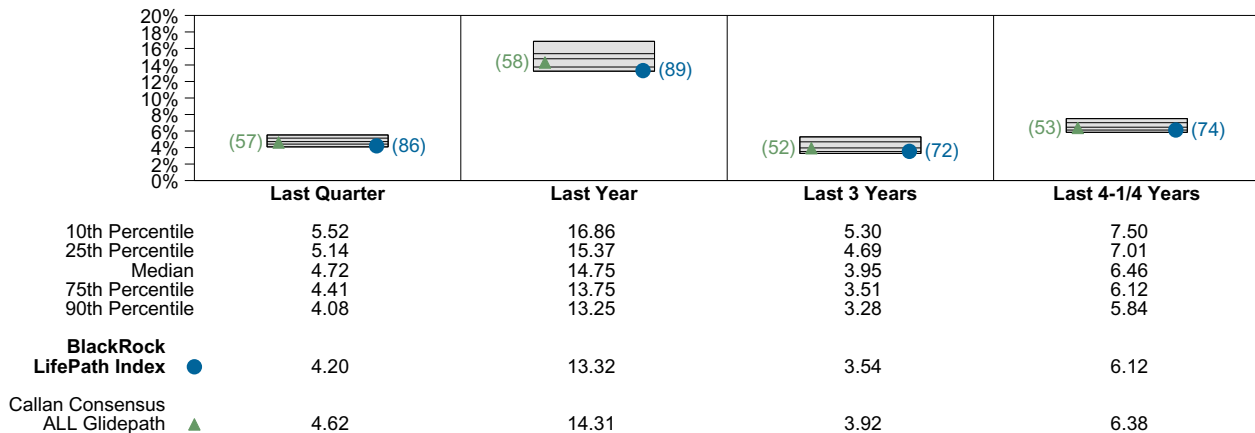 20%
18%
16%
14%
12%
10%
8%
6%
4%
2%
0%
(57) (86)
(58) (89)
(52) (72)
(53) (74)
Last Quarter Last Year Last 3 Years Last 4-1/4 Years
10th Percentile 5.52 16.86 5.30 7.50
25th Percentile 5.14 15.37 4.69 7.01
Median 4.72 14.75 3.95 6.46
75th Percentile 4.41 13.75 3.51 6.12
90th Percentile 4.08 13.25 3.28 5.84
BlackRock
LifePath Index 4.20 13.32 3.54 6.12
Callan Consensus
ALL Glidepath 4.62 14.31 3.92 6.38